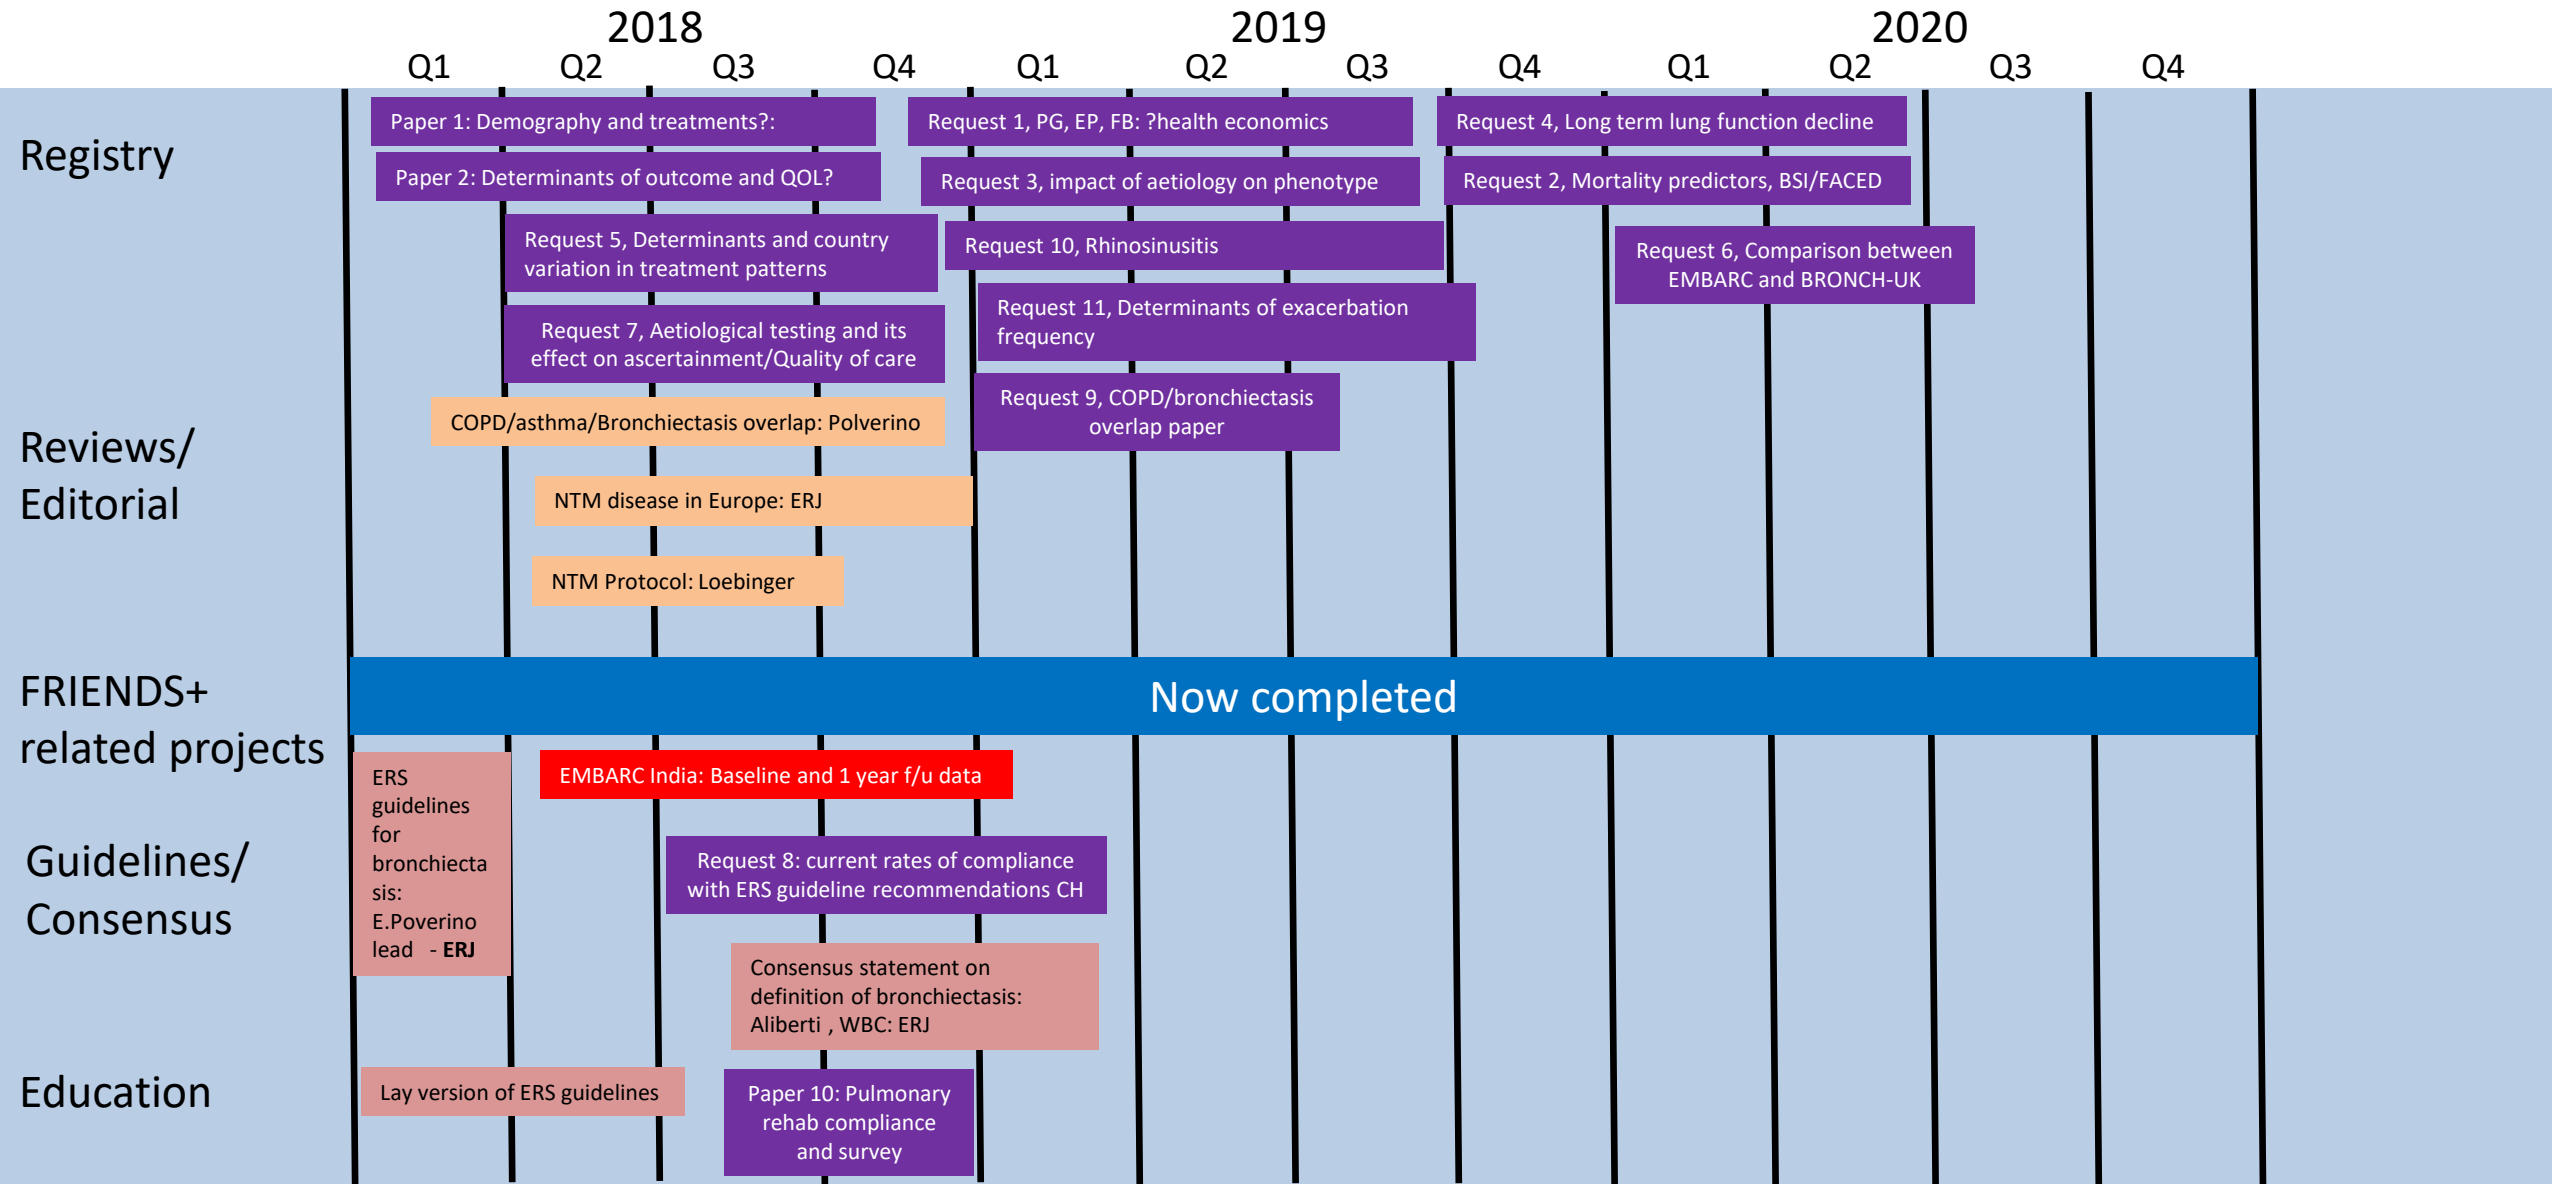 2018
2019
2020
Q1 Q2 Q3 Q4 Q1 Q2 Q3 Q4 Q1 Q2 Q3 Q4
Registry
Paper 1: Demography and treatments?:
Request 1, PG, EP, FB: ?health economics
Request 4, Long term lung function decline
Paper 2: Determinants of outcome and QOL?
Request 3, impact of aetiology on phenotype
Request 2, Mortality predictors, BSI/FACED
Request 5, Determinants and country
variation in treatment patterns
Request 10, Rhinosinusitis
Request 6, Comparison between
EMBARC and BRONCH-UK
Request 7, Aetiological testing and its
effect on ascertainment/Quality of care
Request 11, Determinants of exacerbation
frequency
Request 9, COPD/bronchiectasis
overlap paper
Reviews/
Editorial
COPD/asthma/Bronchiectasis overlap: Polverino
NTM disease in Europe: ERJ
NTM Protocol: Loebinger
FRIENDS+
related projects
Now completed
EMBARC India: Baseline and 1 year f/u data
Guidelines/
Consensus
ERS
guidelines
for
bronchiecta
sis:
E.Poverino
lead - ERJ
Request 8: current rates of compliance
with ERS guideline recommendations CH
Consensus statement on
definition of bronchiectasis:
Aliberti , WBC: ERJ
Education
Lay version of ERS guidelines
Paper 10: Pulmonary
rehab compliance
and survey